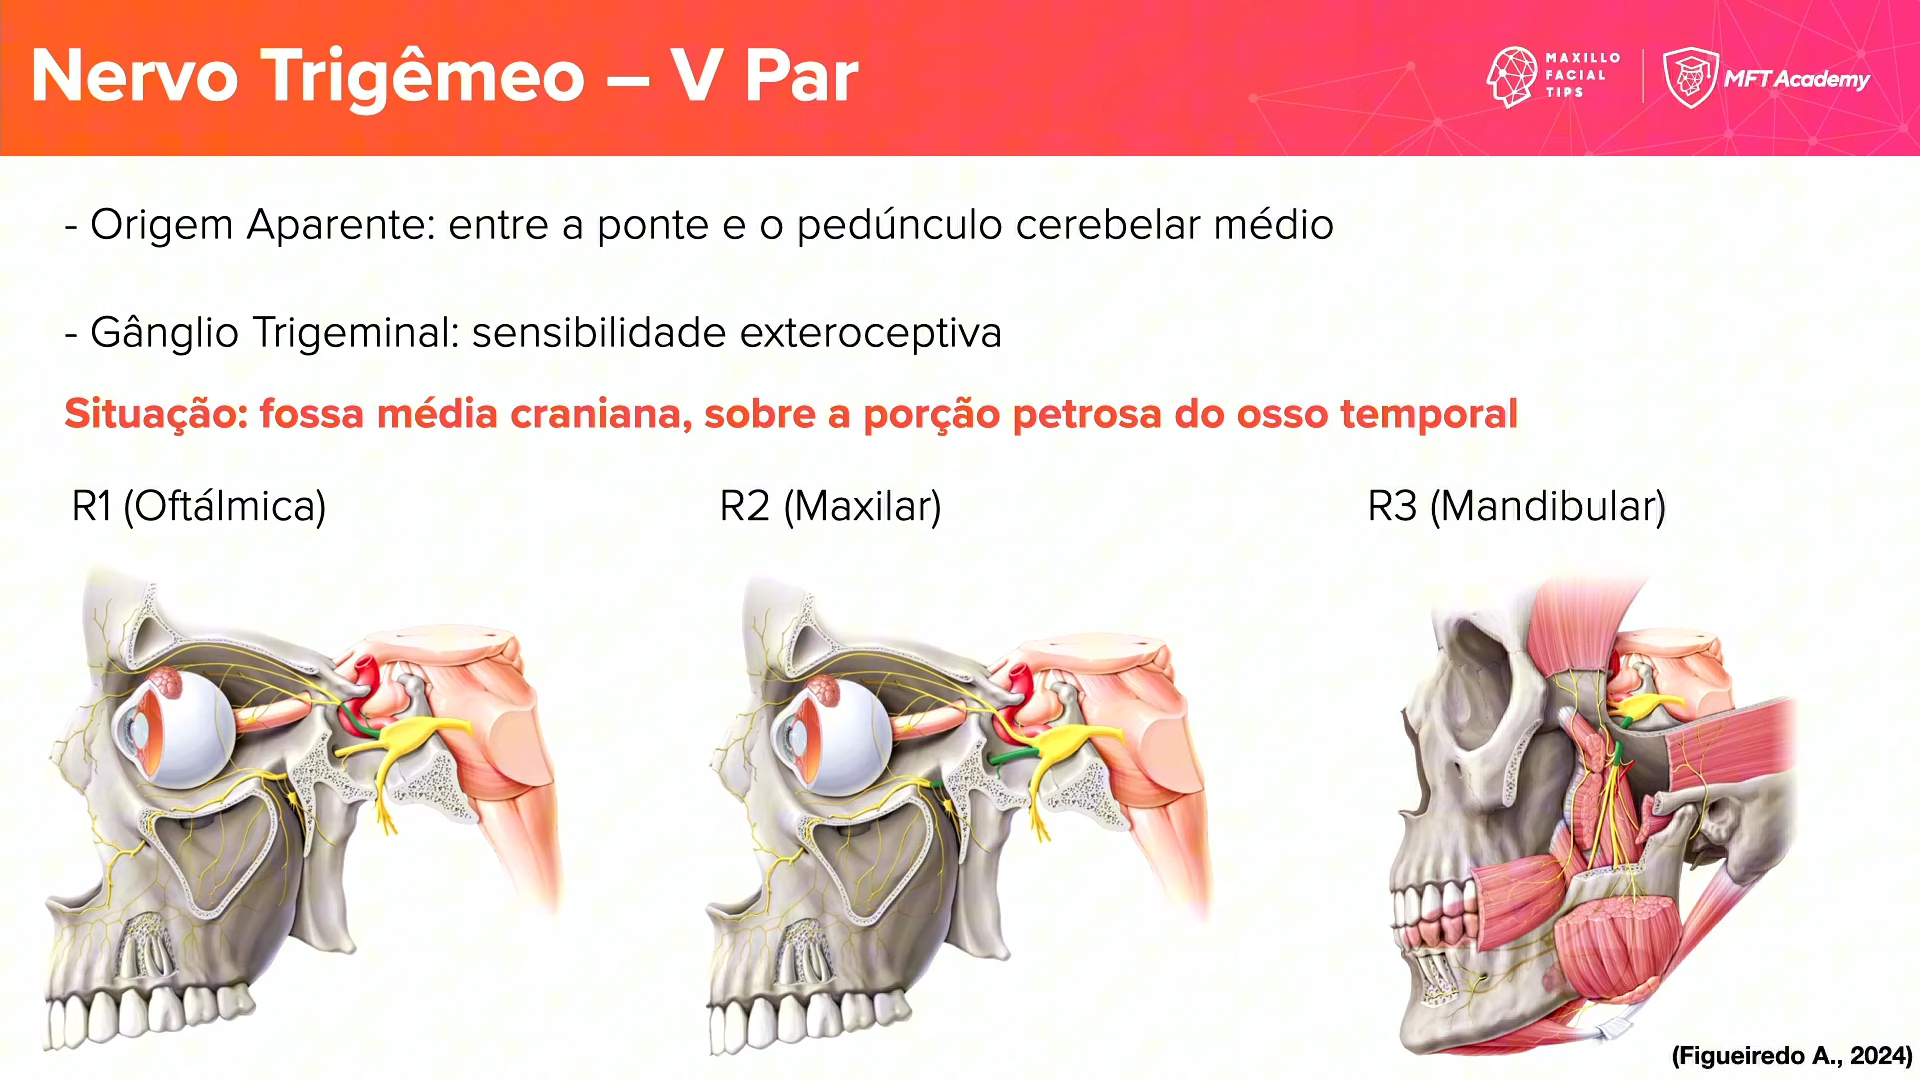 Nervo Trigêmeo – V Par
MAXILLO
FACIAL
TIPS
MFT Academy
- Origem Aparente: entre a ponte e o pedúnculo cerebelar médio
- Gânglio Trigeminal: sensibilidade exteroceptiva
Situação: fossa média craniana, sobre a porção petrosa do osso temporal
R1 (Oftálmica)
R2 (Maxilar)
R3 (Mandibular)
(Figueiredo A., 2024)